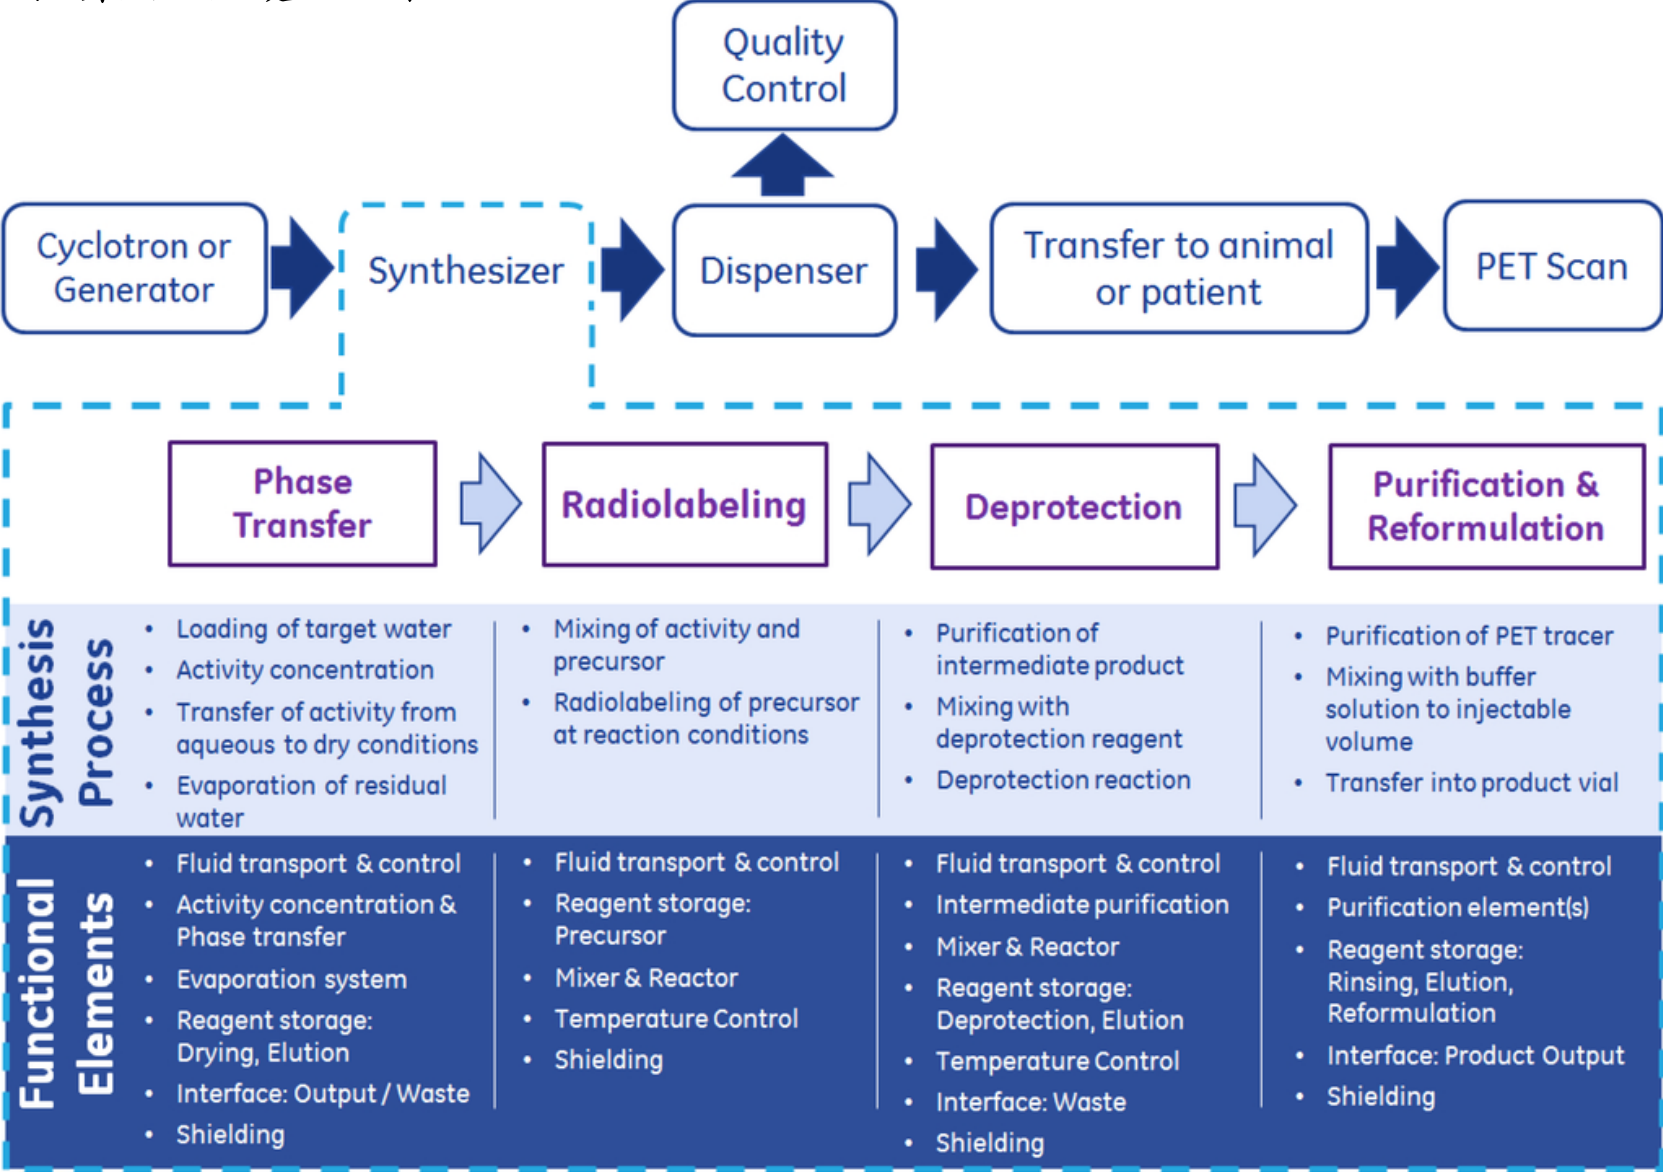 Quality
Control
Cyclotron or
Generator
Synthesizer
Dispenser
Transfer to animal
or patient
PET Scan
Phase
Transfer
Radiolabeling
Deprotection
Purification &
Reformulation
Synthesis
Process
• Loading of target water
• Activity concentration
• Transfer of activity from
aqueous to dry conditions
• Evaporation of residual
water
• Mixing of activity and
precursor
• Radiolabeling of precursor
at reaction conditions
• Purification of
intermediate product
• Mixing with
deprotection reagent
• Deprotection reaction
• Purification of PET tracer
• Mixing with buffer
solution to injectable
volume
• Transfer into product vial
Functional
Elements
• Fluid transport & control
• Activity concentration &
Phase transfer
• Evaporation system
• Reagent storage:
Drying, Elution
• Interface: Output / Waste
• Shielding
• Fluid transport & control
• Reagent storage:
Precursor
• Mixer & Reactor
• Temperature Control
• Shielding
• Fluid transport & control
• Intermediate purification
• Mixer & Reactor
• Reagent storage:
Deprotection, Elution
• Temperature Control
• Interface: Waste
• Shielding
• Fluid transport & control
• Purification element(s)
• Reagent storage:
Rinsing, Elution,
Reformulation
• Interface: Product Output
• Shielding